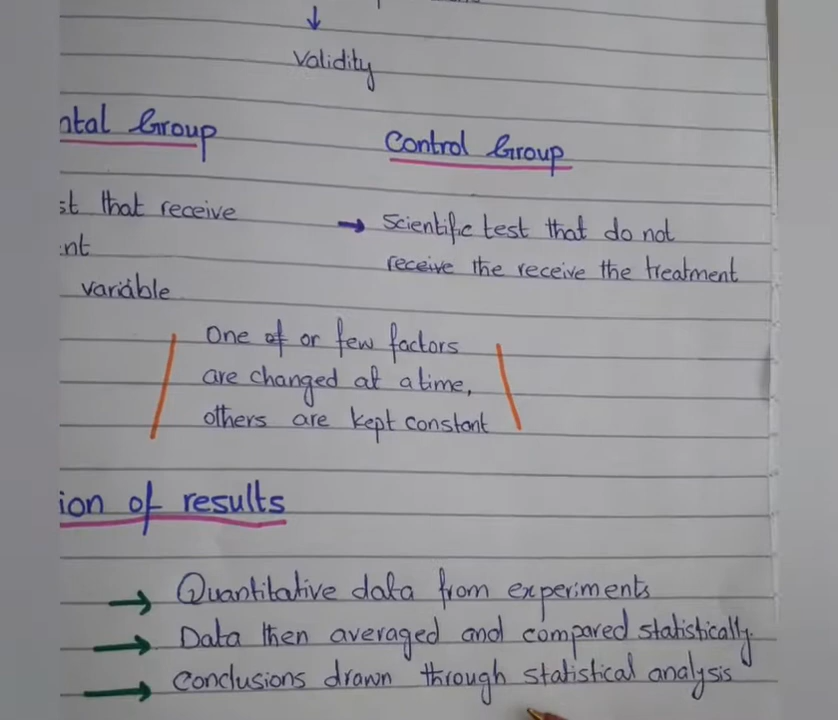 Validity
ntal Group
Control Group
st that receive
→ Scientific test that do not
nt
receive the receive the treatment
variable
One of or few factors
are changed at a time,
others are kept constant
ion of results
→ Quantitative data from experiments
→ Data then averaged and compared statistically.
→ Conclusions drawn through statistical analysis